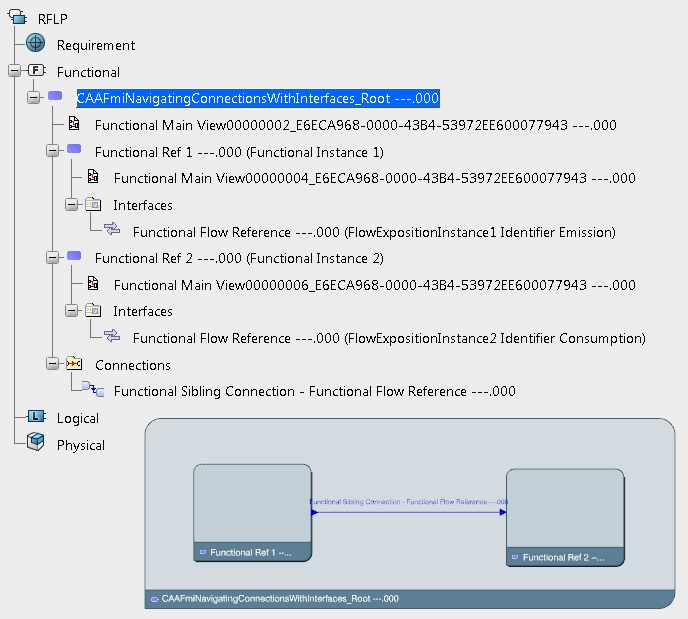 RFLP
Requirement
F Functional
CAAFmiNavigatingConnectionsWithInterfaces_Root ---.000
Functional Main View00000002_E6ECA968-0000-43B4-53972EE600077943 ---.000
Functional Ref 1 ---.000 (Functional Instance 1)
Functional Main View00000004_E6ECA968-0000-43B4-53972EE600077943 ---.000
Interfaces
Functional Flow Reference ---.000 (FlowExpositionInstance1 Identifier Emission)
Functional Ref 2 ---.000 (Functional Instance 2)
Functional Main View00000006_E6ECA968-0000-43B4-53972EE600077943 ---.000
Interfaces
Functional Flow Reference ---.000 (FlowExpositionInstance2 Identifier Consumption)
Connections
Functional Sibling Connection - Functional Flow Reference ---.000
L Logical
Physical
Functional Sibling Connection - Functional Flow Reference ---.000
Functional Ref 1 --...
Functional Ref 2 --...
CAAFmiNavigatingConnectionsWithInterfaces_Root ---.000